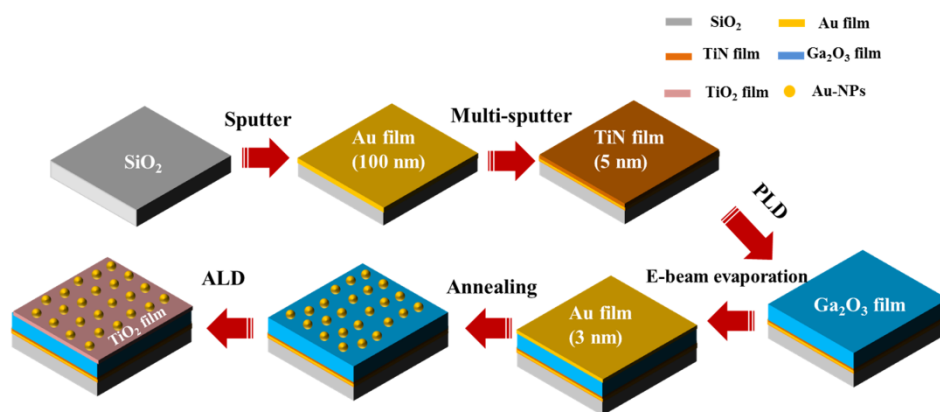 SiO₂
Au film
TiN film
Ga₂O₃ film
TiO₂ film
Au-NPs
Sputter
Multi-sputter
SiO₂
Au film
(100 nm)
TiN film
(5 nm)
PLD
Ga₂O₃ film
E-beam evaporation
Au film
(3 nm)
Annealing
ALD
TiO₂ film